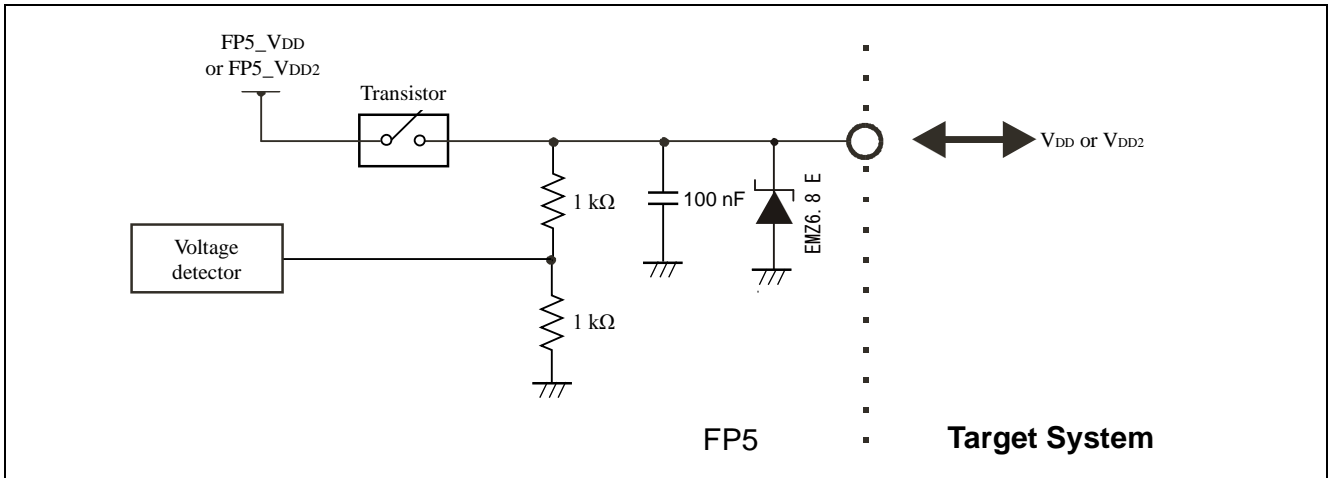 FP5_VDD
or FP5_VDD2
Transistor
VDD or VDD2
1 kΩ
100 nF
EMZ6. 8 E
Voltage
detector
1 kΩ
FP5
Target System